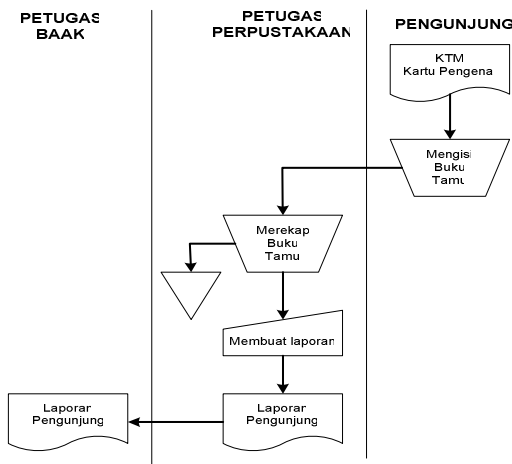 PETUGAS
BAAK
PETUGAS
PERPUSTAKAAN
PENGUNJUNG
KTM
Kartu Pengena
Mengisi
Buku
Tamu
Merekap
Buku
Tamu
Membuat laporan
Laporan
Pengunjung
Laporan
Pengunjung